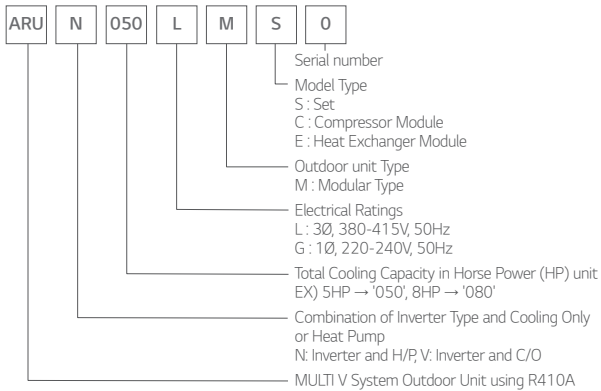 ARU N 050 L M S 0
Serial number
Model Type
S : Set
C : Compressor Module
E : Heat Exchanger Module
Outdoor unit Type
M : Modular Type
Electrical Ratings
L : 3Ø, 380-415V, 50Hz
G : 1Ø, 220-240V, 50Hz
Total Cooling Capacity in Horse Power (HP) unit
EX) 5HP → '050', 8HP → '080'
Combination of Inverter Type and Cooling Only
or Heat Pump
N: Inverter and H/P, V: Inverter and C/O
MULTI V System Outdoor Unit using R410A